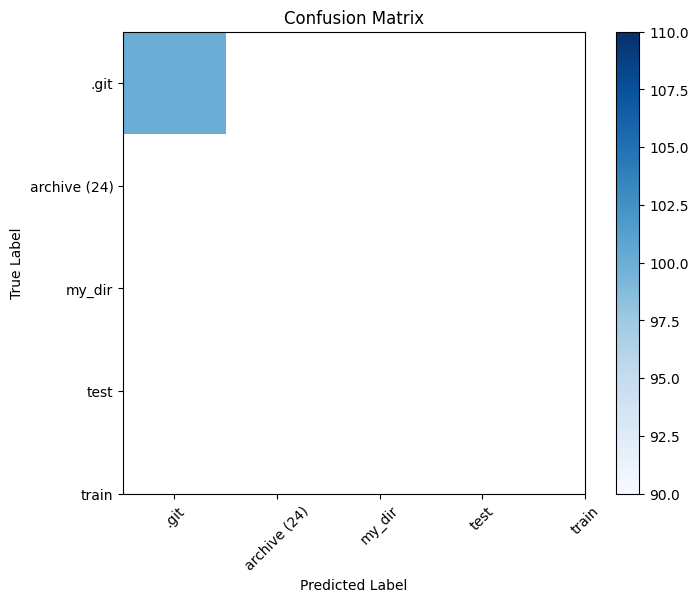 Confusion Matrix
True Label
.git
archive (24)
my_dir
test
train
.git
archive (24)
my_dir
test
train
Predicted Label
110.0
107.5
105.0
102.5
100.0
97.5
95.0
92.5
90.0